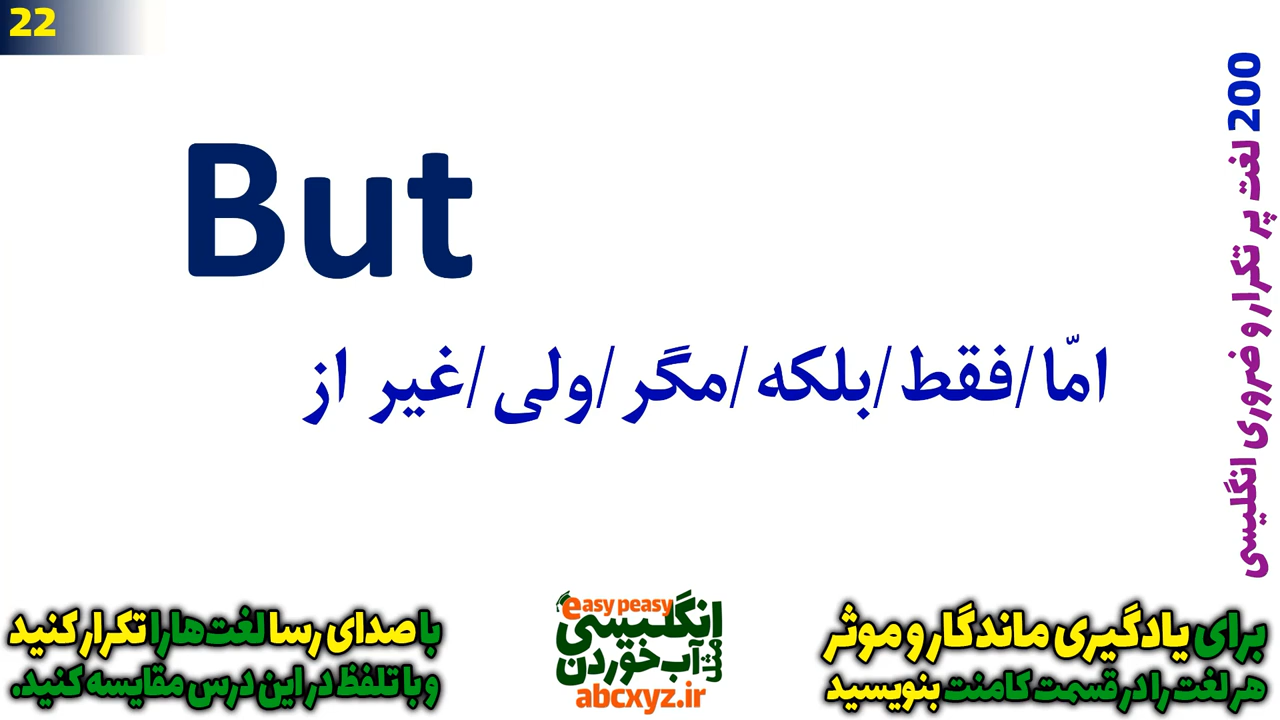 22
But
امّا/فقط/بلکه/مگر/ولی/غیر از
200 لغت پر تکرار و ضروری انگلیسی
برای یادگیری ماندگار و موثر
هر لغت را در قسمت کامنت بنویسید
easy peasy
انگلیسی
مثل آب خوردن
abcxyz.ir
با صدای رسا لغت‌ها را تکرار کنید
و با تلفظ در این درس مقایسه کنید.